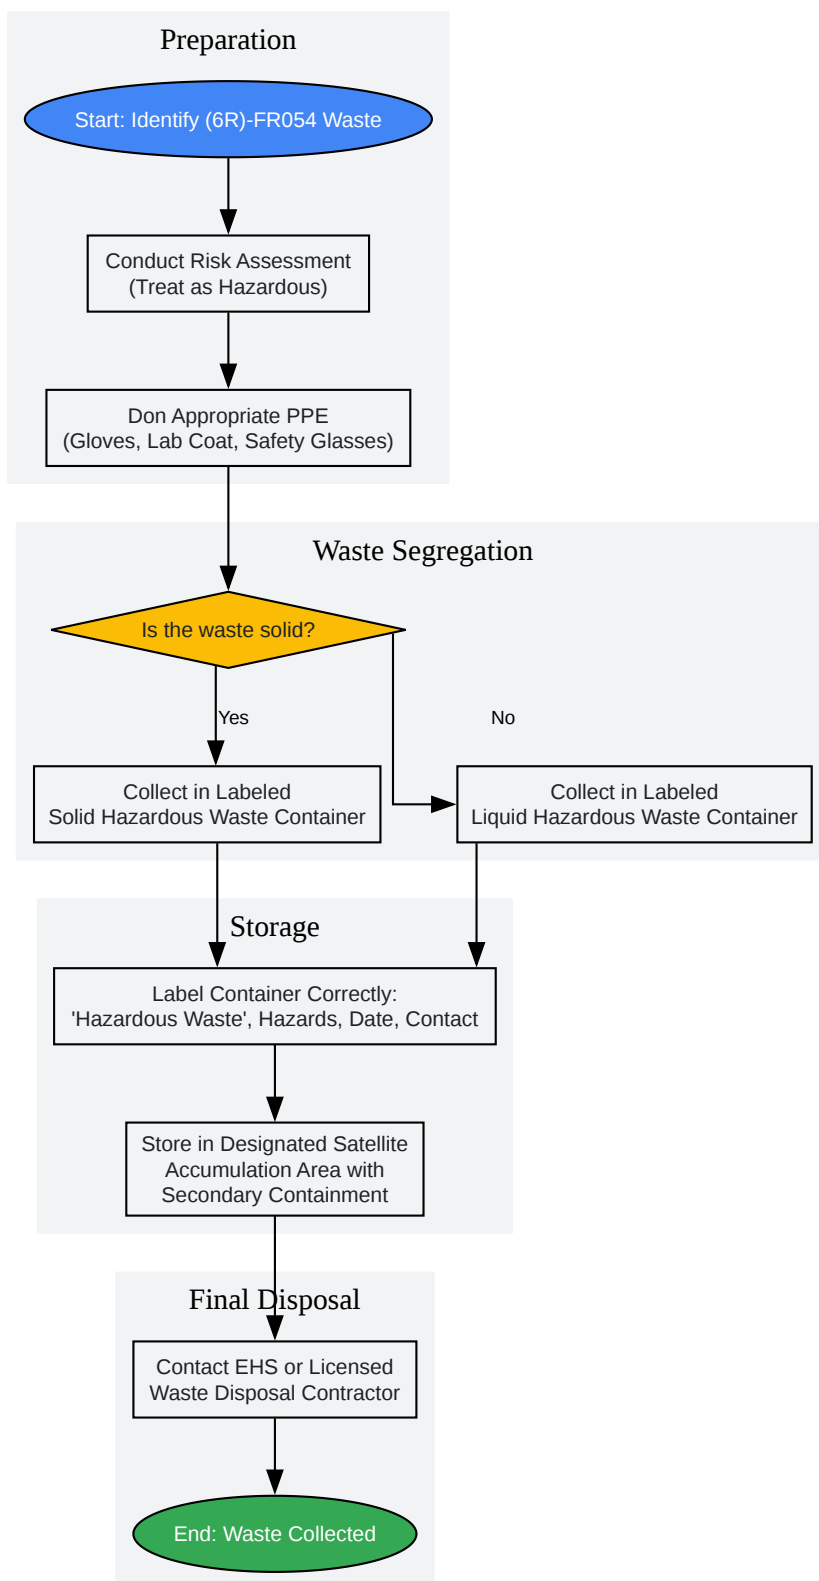 Preparation
Start: Identify (6R)-FR054 Waste
Conduct Risk Assessment
(Treat as Hazardous)
Don Appropriate PPE
(Gloves, Lab Coat, Safety Glasses)
Waste Segregation
Is the waste solid?
Yes
No
Collect in Labeled
Solid Hazardous Waste Container
Collect in Labeled
Liquid Hazardous Waste Container
Storage
Label Container Correctly:
'Hazardous Waste', Hazards, Date, Contact
Store in Designated Satellite
Accumulation Area with
Secondary Containment
Final Disposal
Contact EHS or Licensed
Waste Disposal Contractor
End: Waste Collected